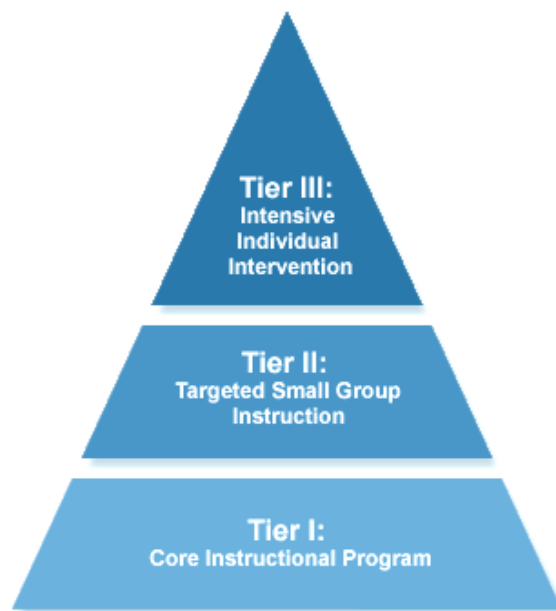 Tier III:
Intensive
Individual
Intervention
Tier II:
Targeted Small Group
Instruction
Tier I:
Core Instructional Program